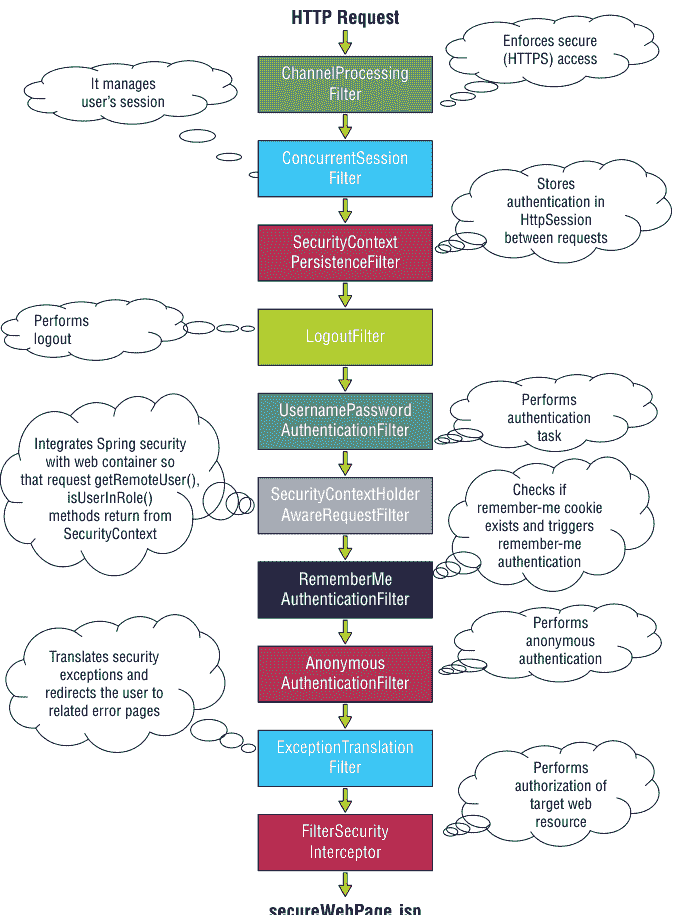 HTTP Request
Enforces secure
(HTTPS) access
ChannelProcessing
Filter
It manages
user's session
ConcurrentSession
Filter
Stores
authentication in
HttpSession
between requests
SecurityContext
PersistenceFilter
Performs
logout
LogoutFilter
UsernamePassword
AuthenticationFilter
Performs
authentication
task
Integrates Spring security
with web container so
that request getRemoteUser(),
isUserInRole()
methods return from
SecurityContext
SecurityContextHolder
AwareRequestFilter
Checks if
remember-me cookie
exists and triggers
remember-me
authentication
RememberMe
AuthenticationFilter
Performs
anonymous
authentication
Anonymous
AuthenticationFilter
Translates security
exceptions and
redirects the user to
related error pages
ExceptionTranslation
Filter
Performs
authorization of
target web
resource
FilterSecurity
Interceptor
secureWebPage.jsp